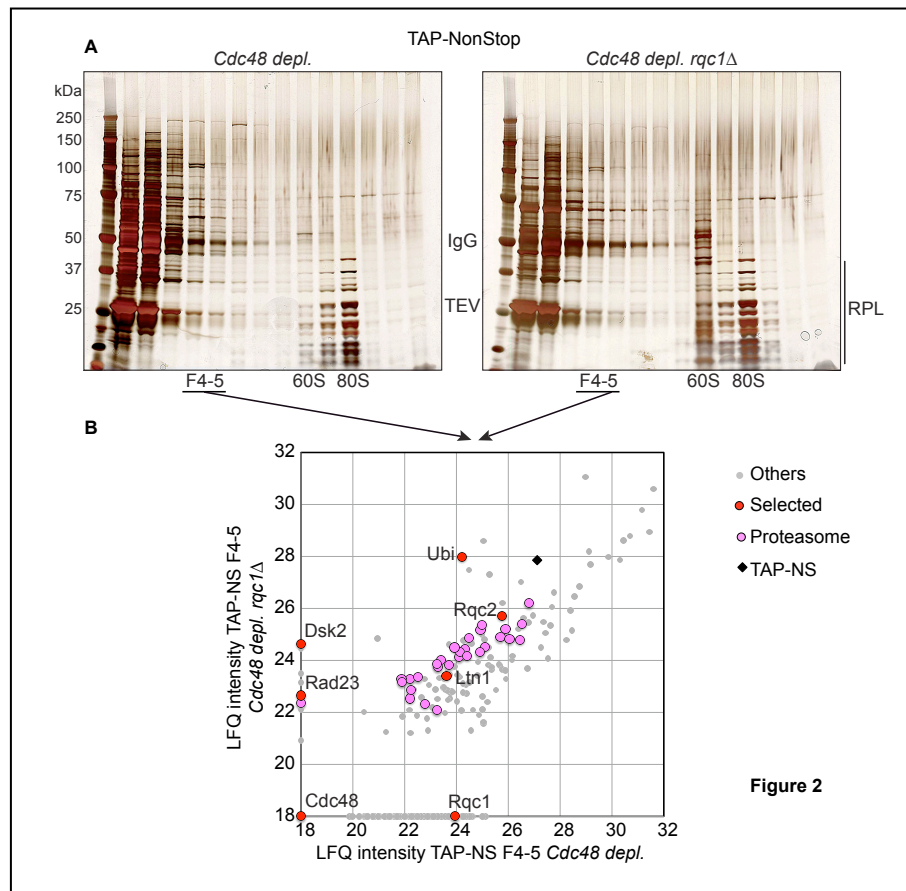 TAP-NonStop
A
Cdc48 depl.
Cdc48 depl. rqc1Δ
kDa
250
150
100
75
50
37
25
IgG
TEV
RPL
F4-5
60S
80S
F4-5
60S
80S
B
LFQ intensity TAP-NS F4-5
Cdc48 depl. rqc1Δ
32
30
28
26
24
22
20
18
Ubi
Rqc2
Dsk2
Ltn1
Rad23
Cdc48
Rqc1
18
20
22
24
26
28
30
32
LFQ intensity TAP-NS F4-5 Cdc48 depl.
Others
Selected
Proteasome
TAP-NS
Figure 2